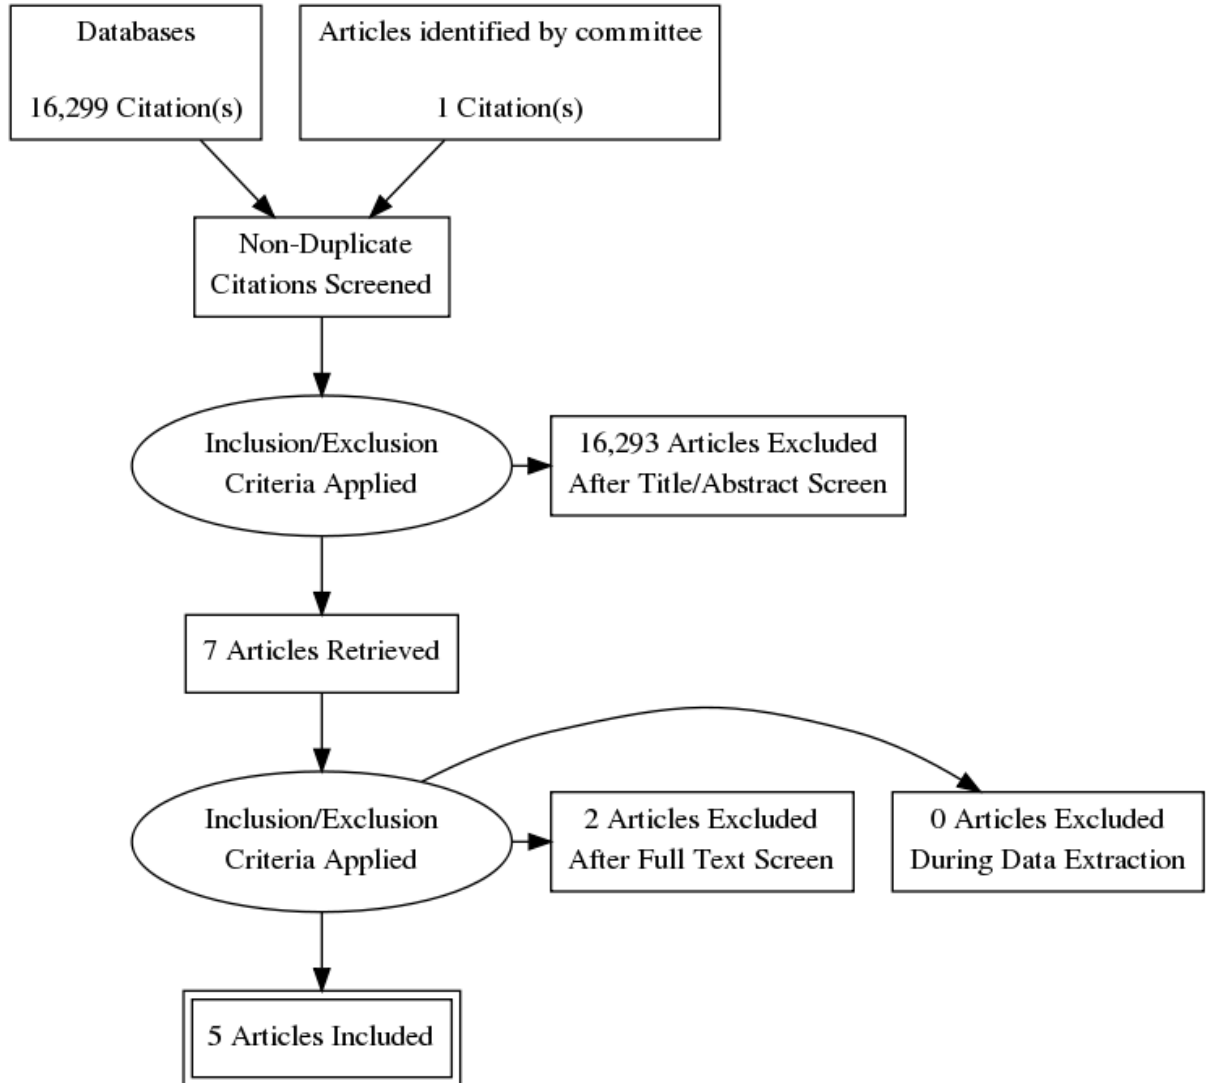 Databases
16,299 Citation(s)
Articles identified by committee
1 Citation(s)
Non-Duplicate
Citations Screened
Inclusion/Exclusion
Criteria Applied
16,293 Articles Excluded
After Title/Abstract Screen
7 Articles Retrieved
Inclusion/Exclusion
Criteria Applied
2 Articles Excluded
After Full Text Screen
0 Articles Excluded
During Data Extraction
5 Articles Included